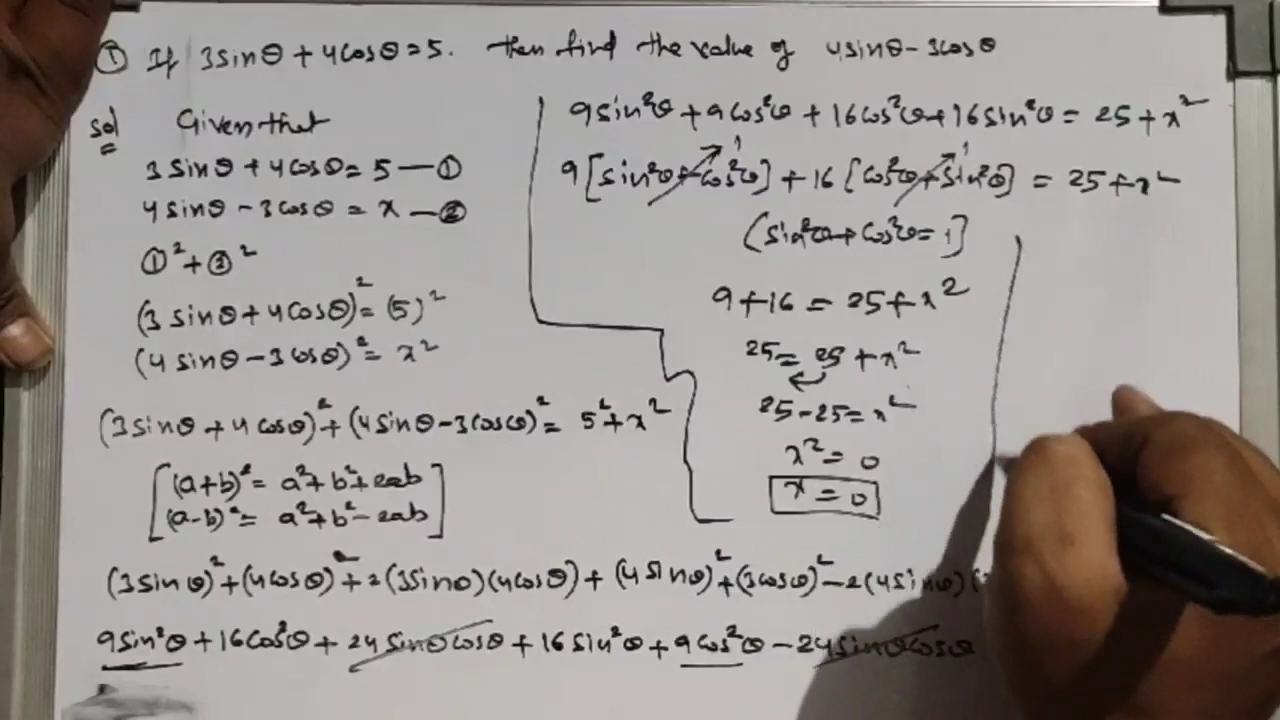 ① If 3sinθ + 4cosθ = 5. then find the value of 4sinθ - 3cosθ
Sol Given that
3sinθ + 4cosθ = 5 — ①
4sinθ - 3cosθ = x — ②
①² + ②²
(3sinθ + 4cosθ)² = (5)²
(4sinθ - 3cosθ)² = x²
(3sinθ + 4cosθ)² + (4sinθ - 3cosθ)² = 5² + x²
[(a+b)² = a² + b² + 2ab
(a-b)² = a² + b² - 2ab]
(3sinθ)² + (4cosθ)² + 2(3sinθ)(4cosθ) + (4sinθ)² + (3cosθ)² - 2(4sinθ)(
9sin²θ + 16cos²θ + 24sinθcosθ + 16sin²θ + 9cos²θ - 24sinθcosθ
9sin²θ + 9cos²θ + 16cos²θ + 16sin²θ = 25 + x²
9[sin²θ + cos²θ]¹ + 16[cos²θ + sin²θ]¹ = 25 + x²
(sin²θ + cos²θ = 1)
9 + 16 = 25 + x²
25 = 25 + x²
25 - 25 = x²
x² = 0
x = 0